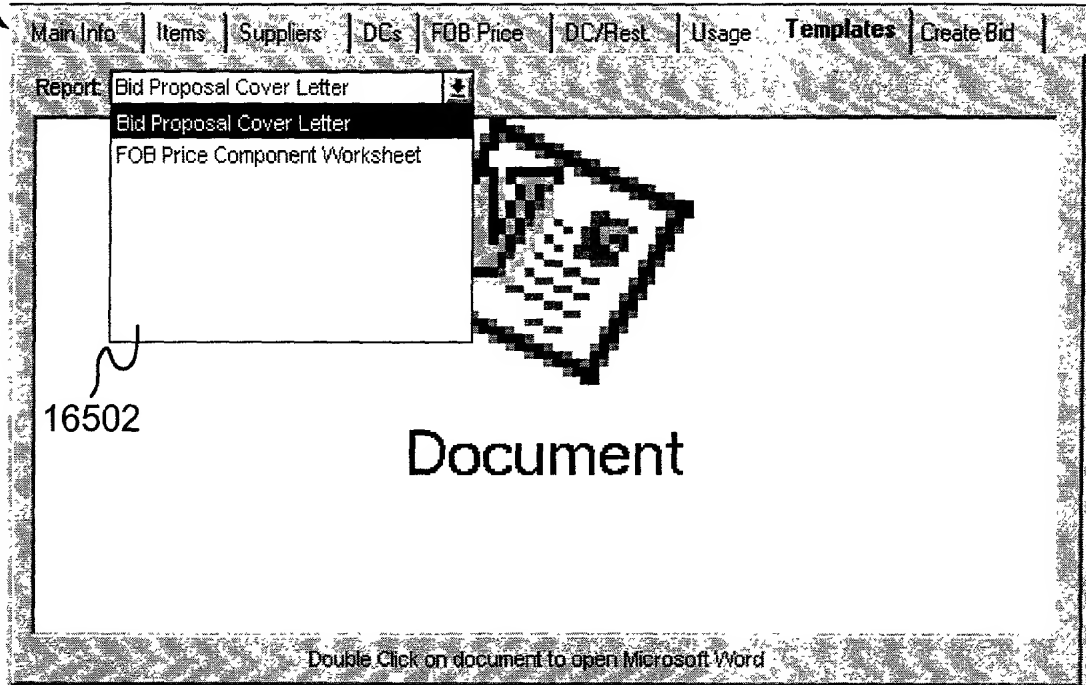 Main Info Items Suppliers DCs FOB Price DC/Rest. Usage Templates Create Bid
Report: Bid Proposal Cover Letter
Bid Proposal Cover Letter
FOB Price Component Worksheet
16502
Document
Double Click on document to open Microsoft Word